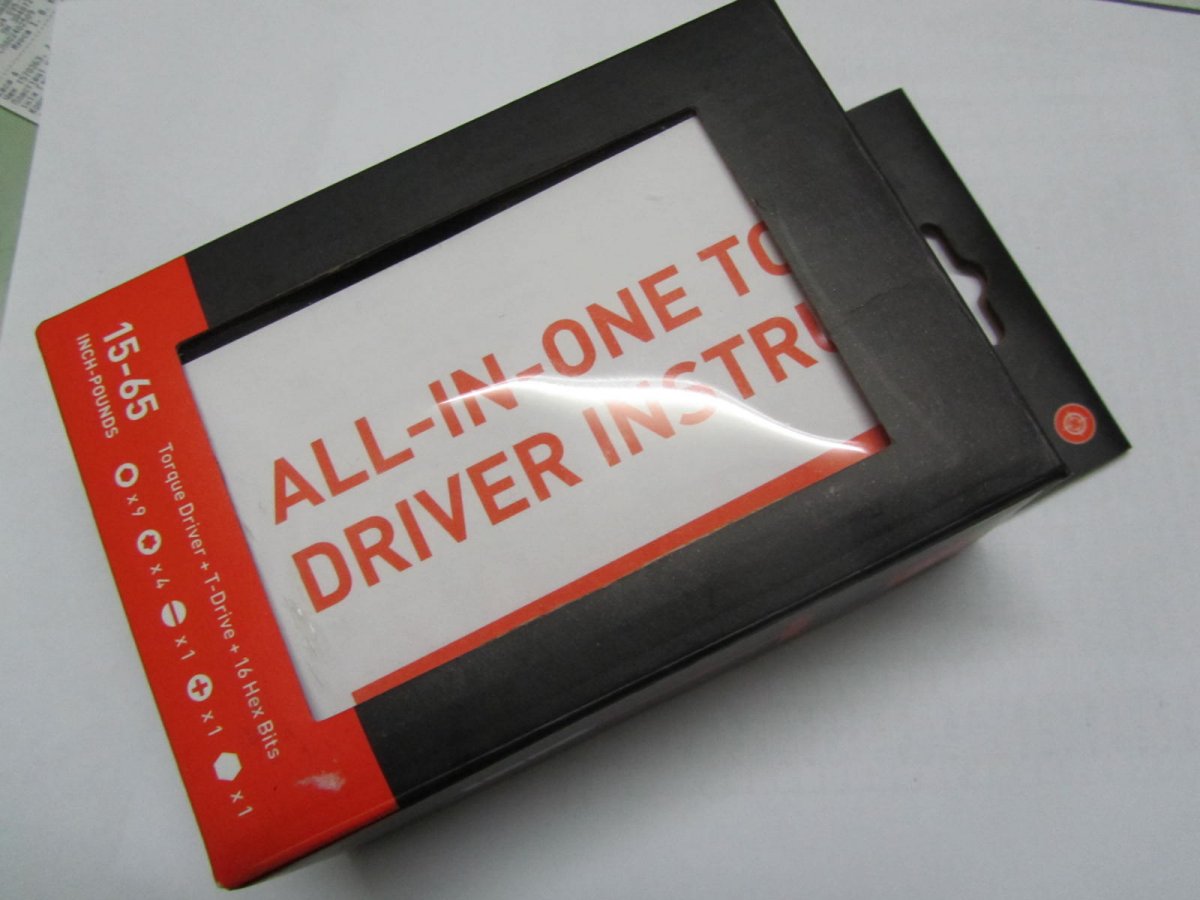 ALL-IN-ONE TO
DRIVER INSTRU
15-65
INCH-POUNDS
Torque Driver + T-Drive + 16 Hex Bits
x 9
x 4
x 1
x 1
x 1